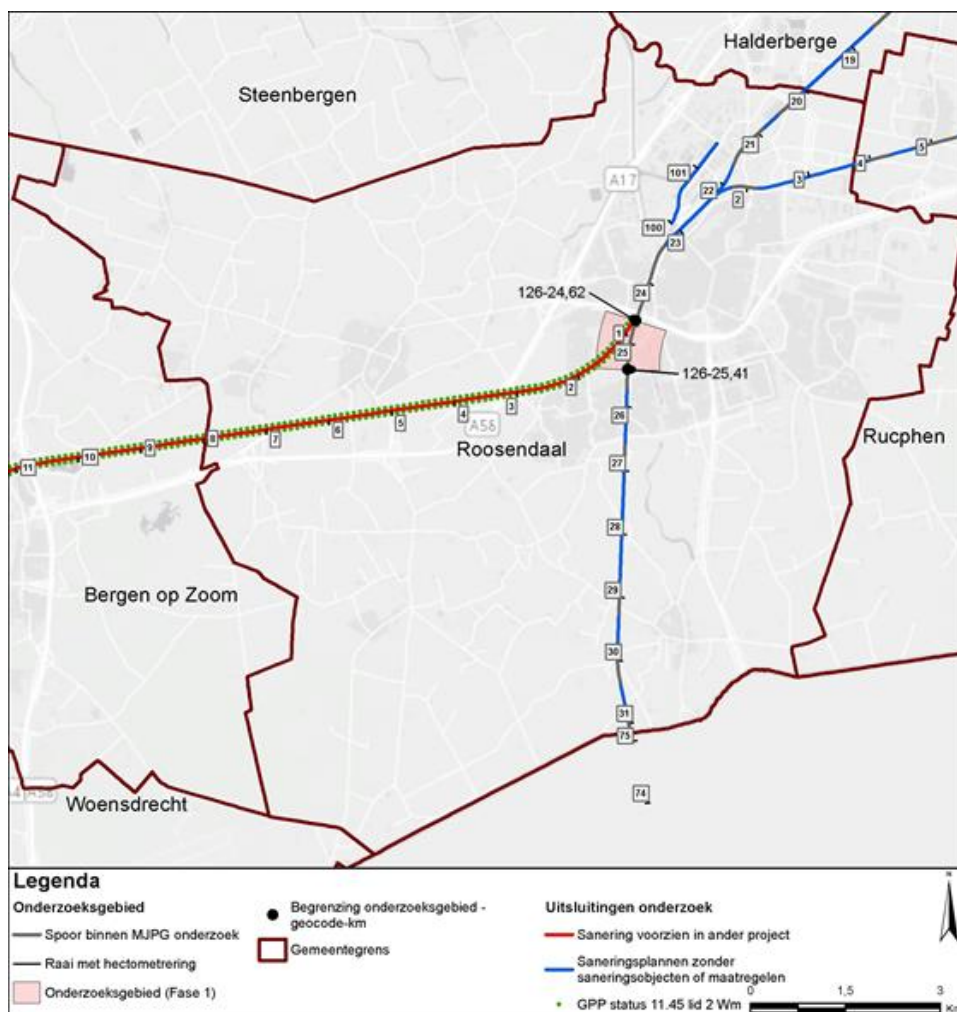 Halderberge
19
Steenbergen
20
21
5
4
101
A17
3
22
2
100
23
126-24,62
24
1
25
126-25,41
2
26
3
4
A58
5
Rucphen
6
Roosendaal
7
8
9
10
11
27
28
Bergen op Zoom
29
30
31
75
74
A58
Woensdrecht
Legenda
Onderzoeksgebied
Spoor binnen MJPG onderzoek
Raai met hectometrering
Onderzoeksgebied (Fase 1)
Begrenzing onderzoeksgebied -
geocode-km
Gemeentegrens
Uitsluitingen onderzoek
Sanering voorzien in ander project
Saneringsplannen zonder
saneringsobjecten of maatregelen
GPP status 11.45 lid 2 Wm
N
0 1,5 3